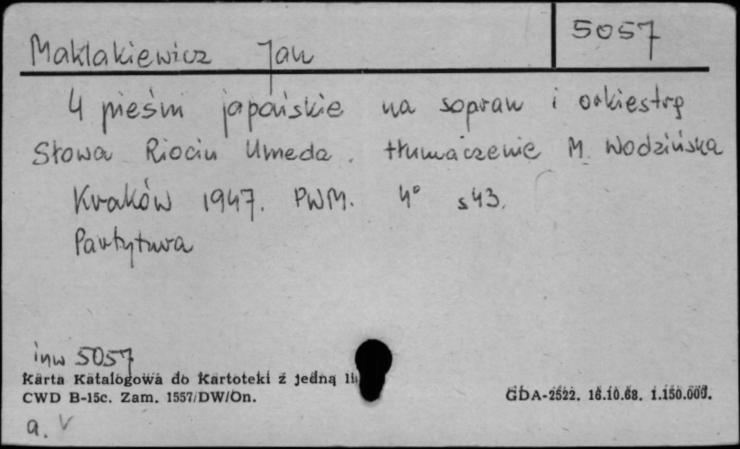 Maklakiewicz Jan 5057
4 pieśni japońskie na sopran i orkiestrę
Słowa Riociu Umeda. tłumaczenie M. Wodzińska
Kraków 1947. PWM. 4° s 43.
Partytura
inw 5057
Karta Katalogowa do Kartoteki z jedną li
CWD B-15c. Zam. 1557/DW/On. GDA-2522. 16.10.68. 1.150.000.
a. V